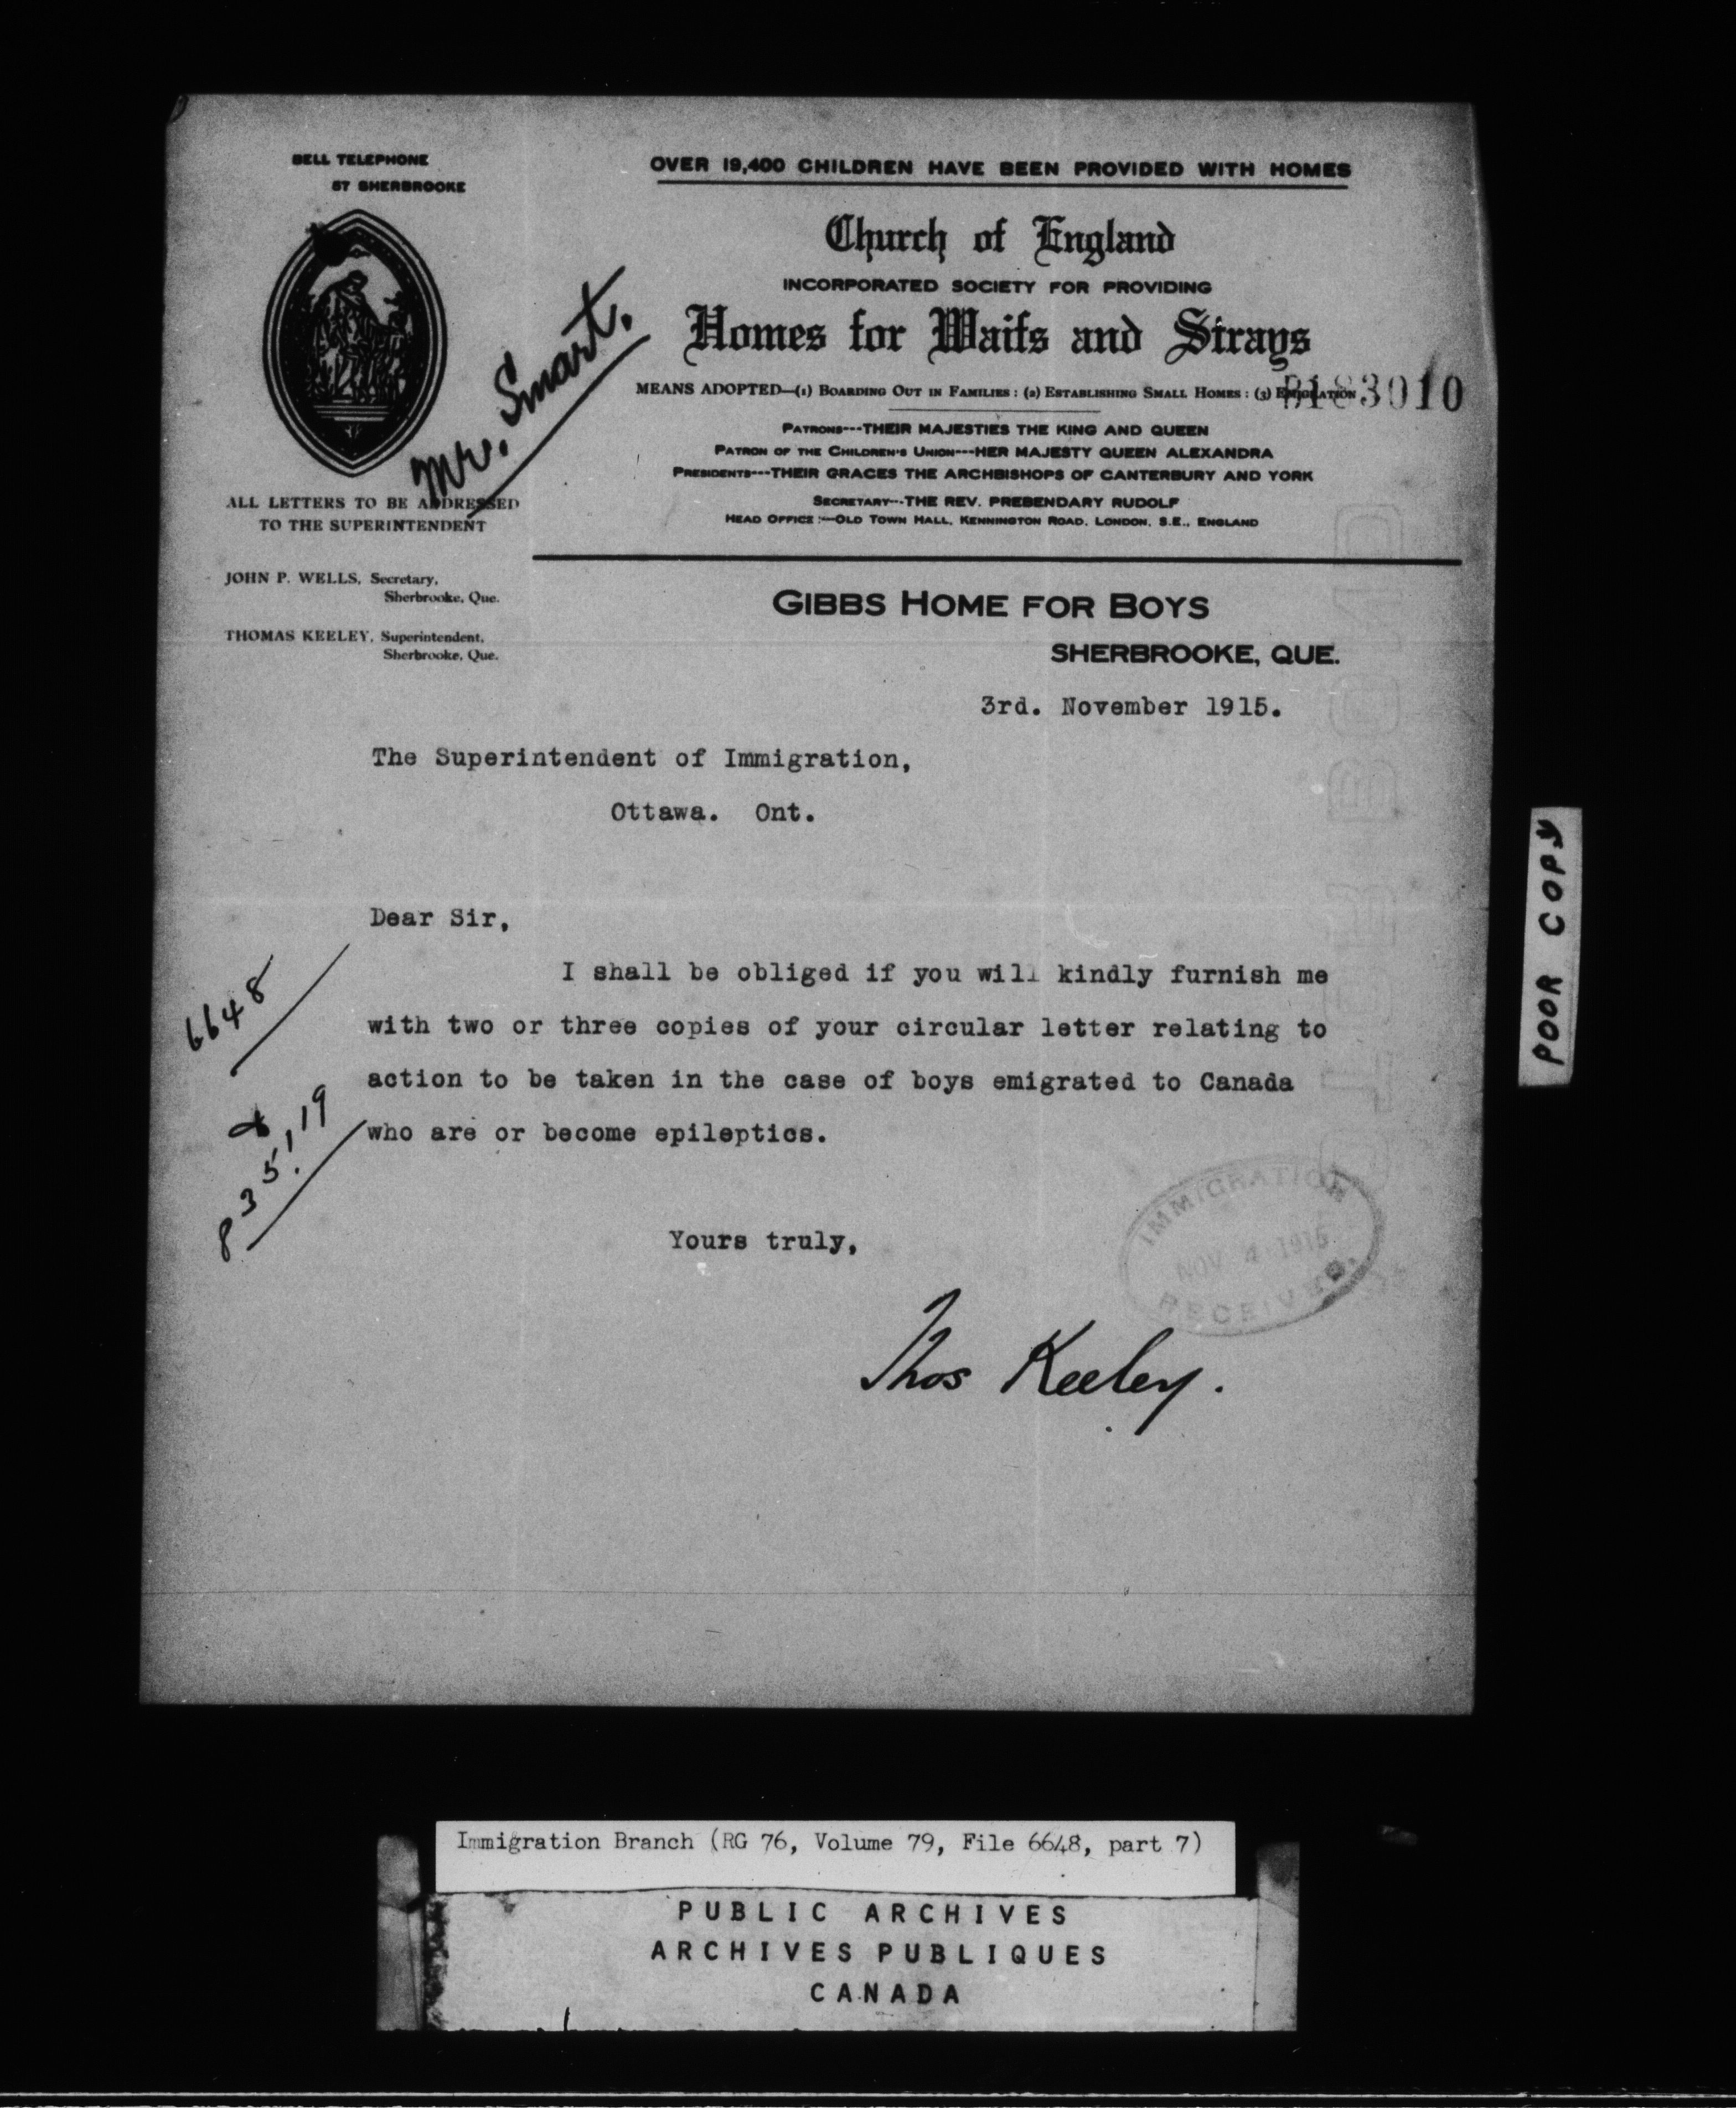 BELL TELEPHONE
57 SHERBROOKE
OVER 19,400 CHILDREN HAVE BEEN PROVIDED WITH HOMES
Church of England
INCORPORATED SOCIETY FOR PROVIDING
Homes for Waifs and Strays
MEANS ADOPTED—(1) BOARDING OUT IN FAMILIES: (2) ESTABLISHING SMALL HOMES: (3) EMIGRATION
PATRONS---THEIR MAJESTIES THE KING AND QUEEN
PATRON OF THE CHILDREN'S UNION---HER MAJESTY QUEEN ALEXANDRA
PRESIDENTS---THEIR GRACES THE ARCHBISHOPS OF CANTERBURY AND YORK
SECRETARY---THE REV. PREBENDARY RUDOLF
HEAD OFFICE:—OLD TOWN HALL, KENNINGTON ROAD, LONDON, S.E., ENGLAND
Mr. Smart.
ALL LETTERS TO BE ADDRESSED
TO THE SUPERINTENDENT
JOHN P. WELLS, Secretary,
Sherbrooke, Que.
THOMAS KEELEY, Superintendent,
Sherbrooke, Que.
GIBBS HOME FOR BOYS
SHERBROOKE, QUE.
3rd. November 1915.
The Superintendent of Immigration,
Ottawa. Ont.
Dear Sir,
I shall be obliged if you will kindly furnish me
with two or three copies of your circular letter relating to
action to be taken in the case of boys emigrated to Canada
who are or become epileptics.
6648
Yours truly,
IMMIGRATION
NOV 4 1915
RECEIVED.
Thos Keeley.
POOR COPY
Immigration Branch (RG 76, Volume 79, File 6648, part 7)
PUBLIC ARCHIVES
ARCHIVES PUBLIQUES
CANADA